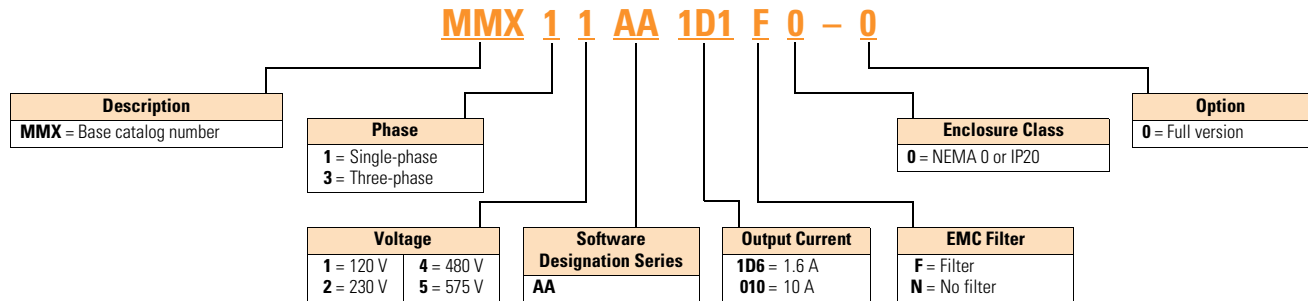 MMX 1 1 AA 1D1 F 0 – 0
Description
MMX = Base catalog number
Phase
1 = Single-phase
3 = Three-phase
Enclosure Class
0 = NEMA 0 or IP20
Option
0 = Full version
Voltage
1 = 120 V 4 = 480 V
2 = 230 V 5 = 575 V
Software
Designation Series
AA
Output Current
1D6 = 1.6 A
010 = 10 A
EMC Filter
F = Filter
N = No filter